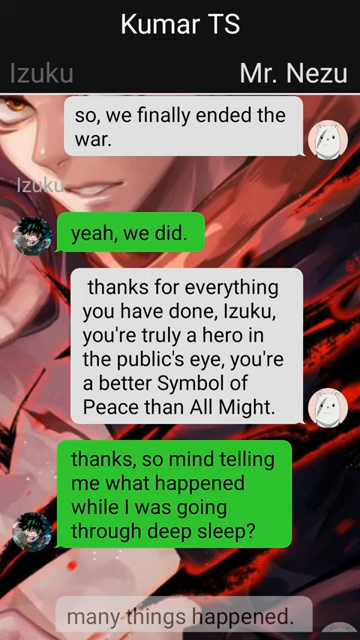 Kumar TS
Izuku
Mr. Nezu
so, we finally ended the
war.
Izuku
yeah, we did.
thanks for everything
you have done, Izuku,
you're truly a hero in
the public's eye, you're
a better Symbol of
Peace than All Might.
thanks, so mind telling
me what happened
while I was going
through deep sleep?
many things happened.